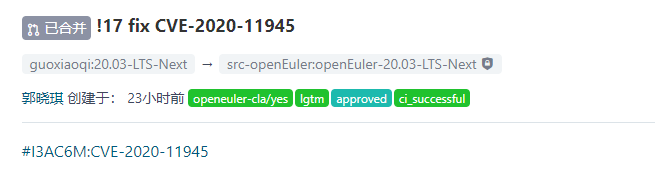 已合并 !17 fix CVE-2020-11945
guoxiaoqi:20.03-LTS-Next → src-openEuler:openEuler-20.03-LTS-Next
郭晓琪 创建于： 23小时前 openeuler-cla/yes lgtm approved ci_successful
#I3AC6M:CVE-2020-11945